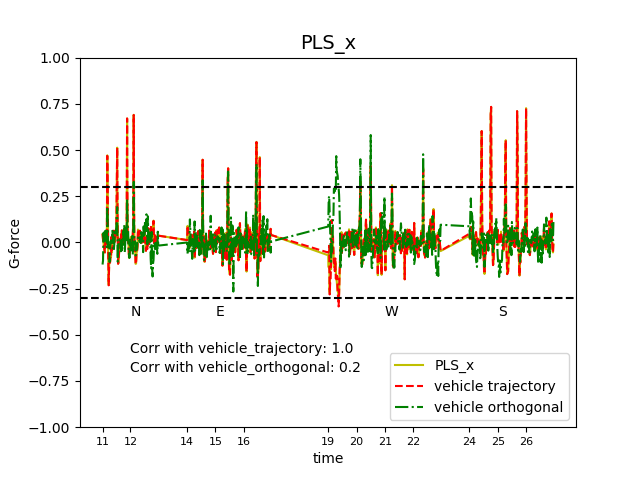 PLS_x
1.00
0.75
0.50
0.25
0.00
−0.25
−0.50
−0.75
−1.00
G-force
N E W S
Corr with vehicle_trajectory: 1.0
Corr with vehicle_orthogonal: 0.2
PLS_x
vehicle trajectory
vehicle orthogonal
11 12 14 15 16 19 20 21 22 24 25 26
time